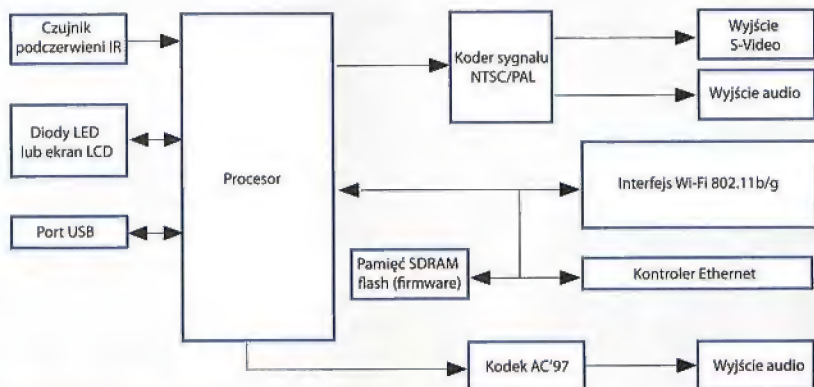 Czujnik
podczerwieni IR
Diody LED
lub ekran LCD
Port USB
Procesor
Koder sygnalu
NTSC/PAL
Wyjście
S-Video
Wyjście audio
Interfejs Wi-Fi 802.11b/g
Pamięć SDRAM
flash (firmware)
Kontroler Ethernet
Kodek AC'97
Wyjście audio